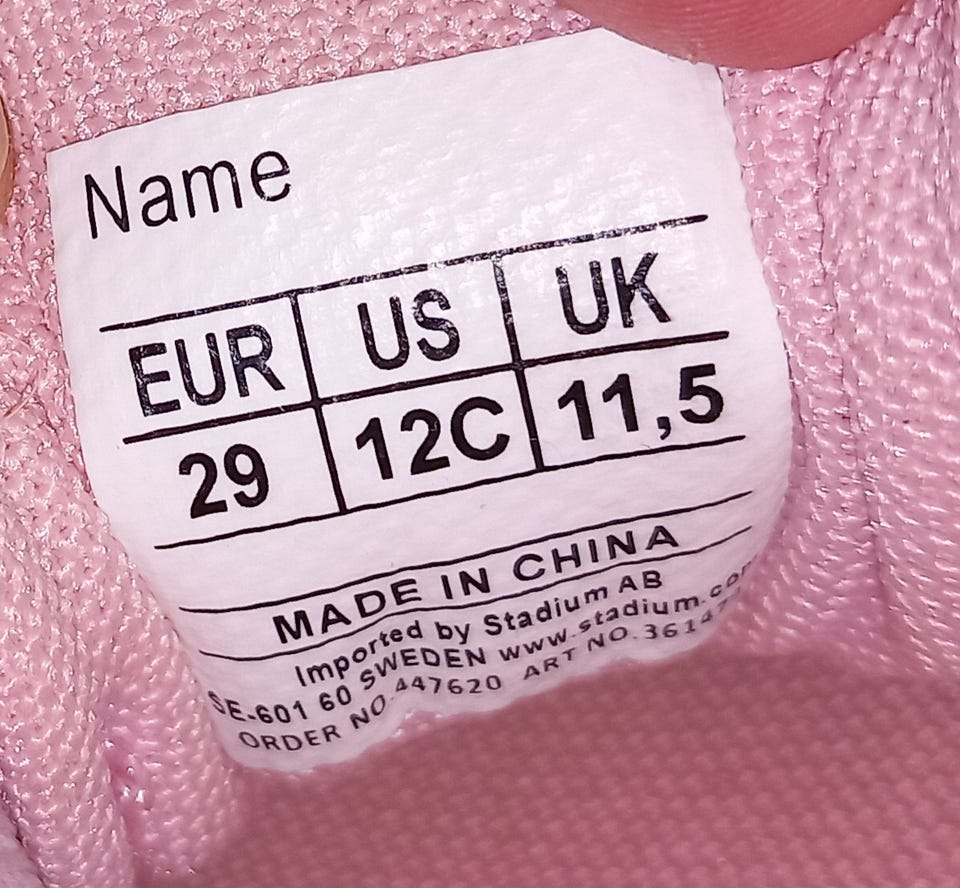 Name
EUR US UK
29 12C 11,5
MADE IN CHINA
Imported by Stadium AB
SE-601 60 SWEDEN www.stadium.com
ORDER NO. 447620 ART NO.